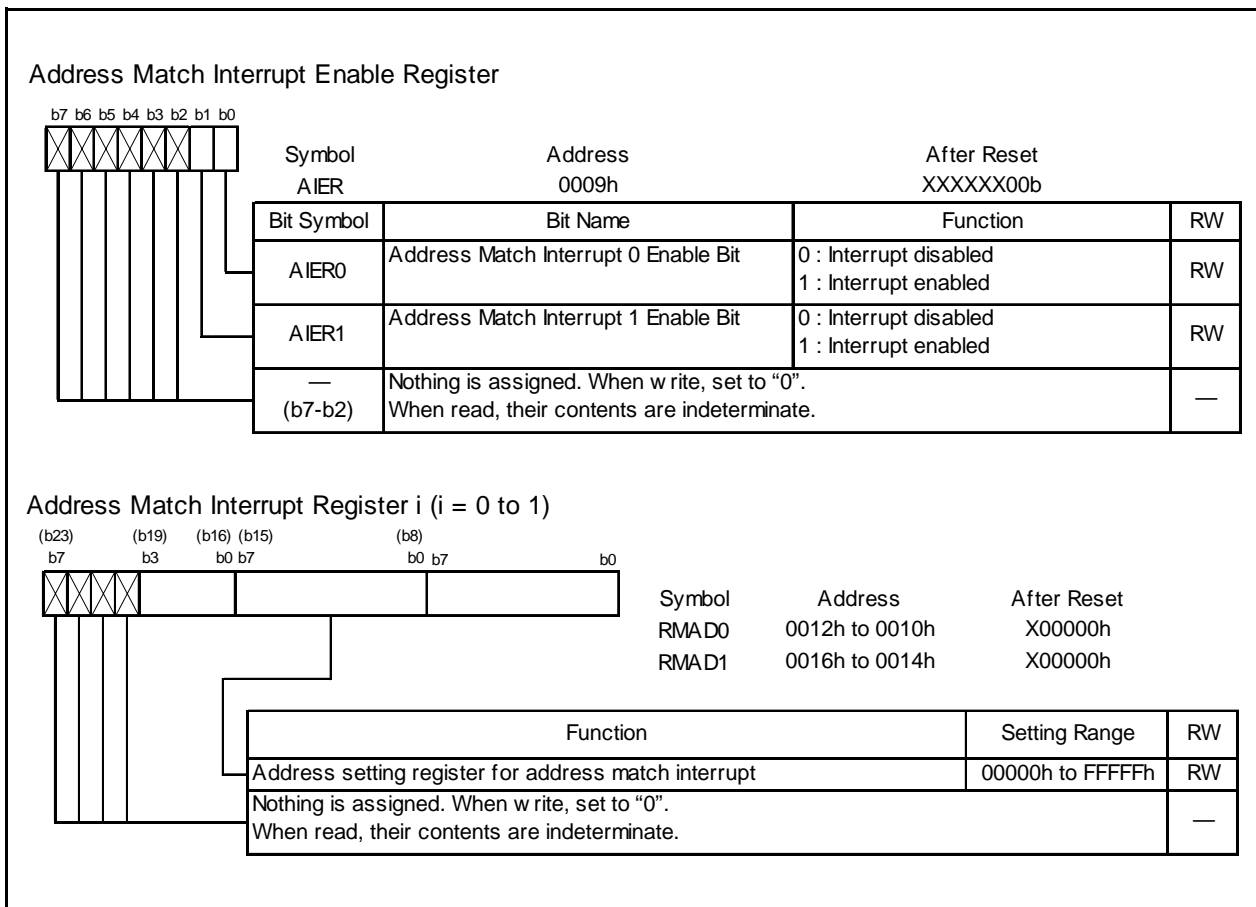 Address Match Interrupt Enable Register
b7 b6 b5 b4 b3 b2 b1 b0
Symbol Address After Reset
AIER 0009h XXXXXX00b
Bit Symbol Bit Name Function RW
AIER0 Address Match Interrupt 0 Enable Bit 0 : Interrupt disabled RW
1 : Interrupt enabled
AIER1 Address Match Interrupt 1 Enable Bit 0 : Interrupt disabled RW
1 : Interrupt enabled
— Nothing is assigned. When write, set to “0”. —
(b7-b2) When read, their contents are indeterminate.
Address Match Interrupt Register i (i = 0 to 1)
(b23) (b19) (b16) (b15) (b8)
b7 b3 b0 b7 b0 b7 b0
Symbol Address After Reset
RMAD0 0012h to 0010h X00000h
RMAD1 0016h to 0014h X00000h
Function Setting Range RW
Address setting register for address match interrupt 00000h to FFFFFh RW
Nothing is assigned. When write, set to “0”. —
When read, their contents are indeterminate.